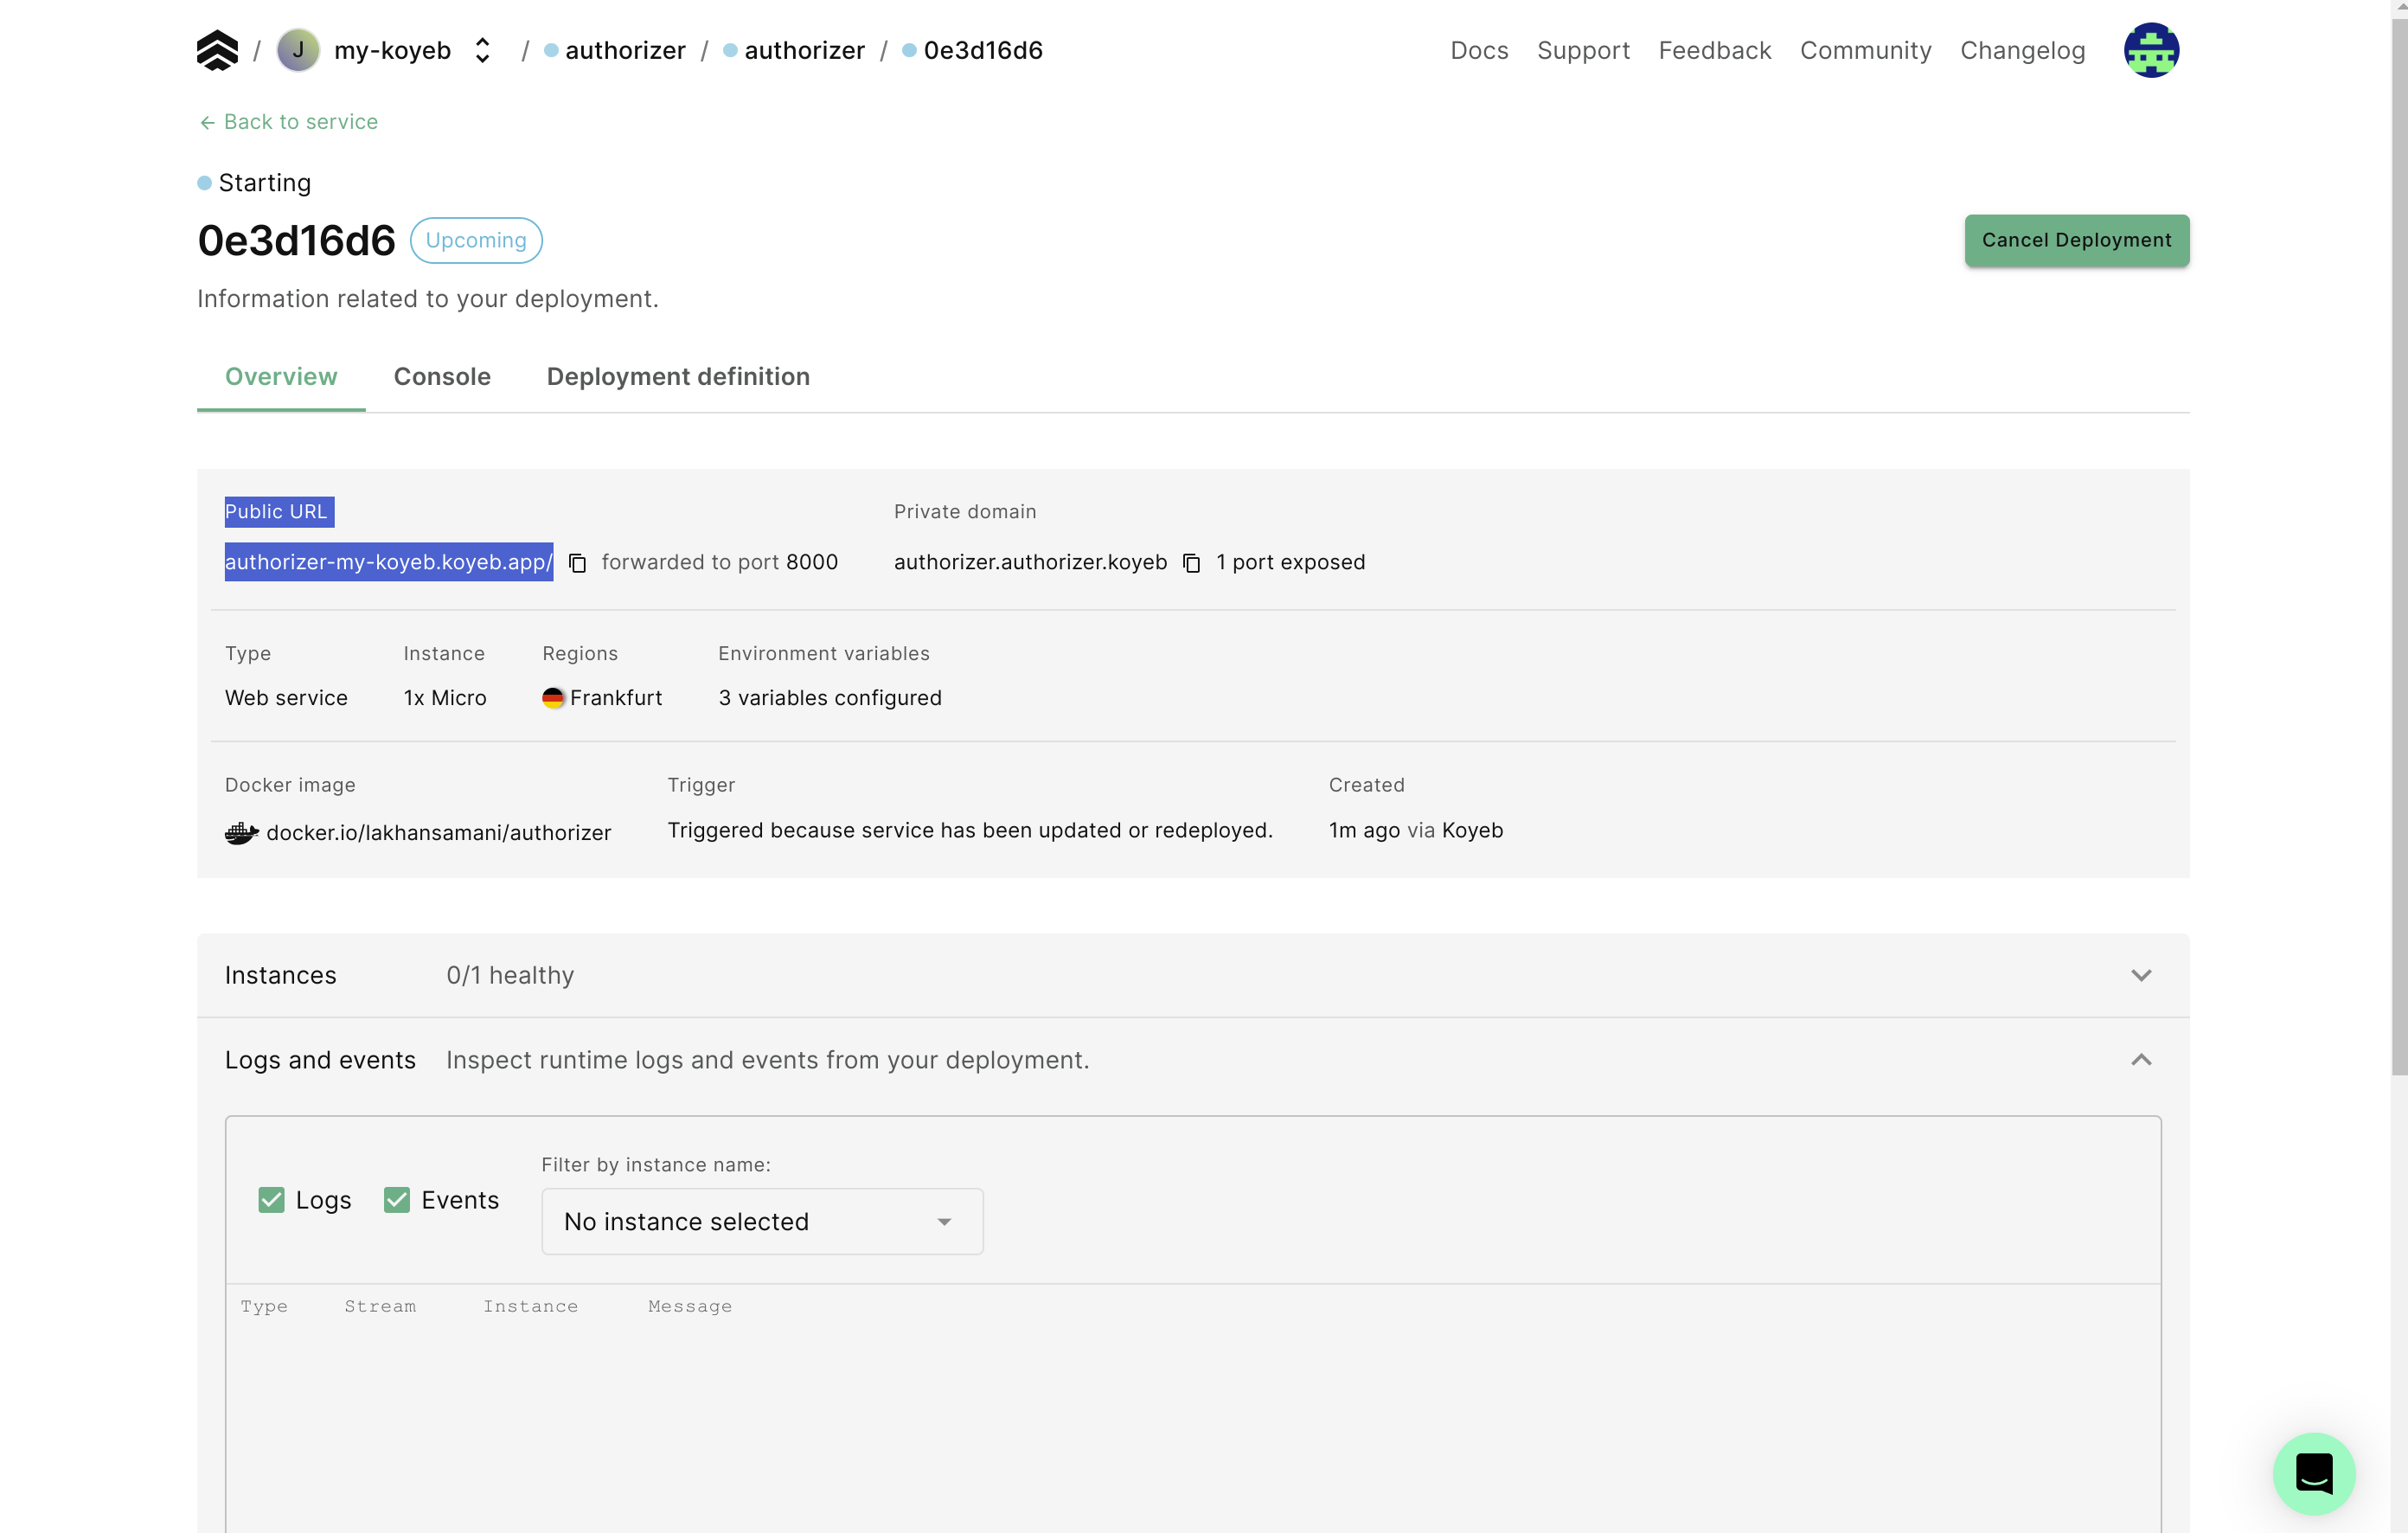 / J my-koyeb / authorizer / authorizer / 0e3d16d6 Docs Support Feedback Community Changelog
← Back to service
Starting
0e3d16d6 Upcoming Cancel Deployment
Information related to your deployment.
Overview Console Deployment definition
Public URL Private domain
authorizer-my-koyeb.koyeb.app/ forwarded to port 8000 authorizer.authorizer.koyeb 1 port exposed
Type Instance Regions Environment variables
Web service 1x Micro Frankfurt 3 variables configured
Docker image Trigger Created
docker.io/lakhansamani/authorizer Triggered because service has been updated or redeployed. 1m ago via Koyeb
Instances 0/1 healthy
Logs and events Inspect runtime logs and events from your deployment.
Filter by instance name:
Logs Events No instance selected
Type Stream Instance Message